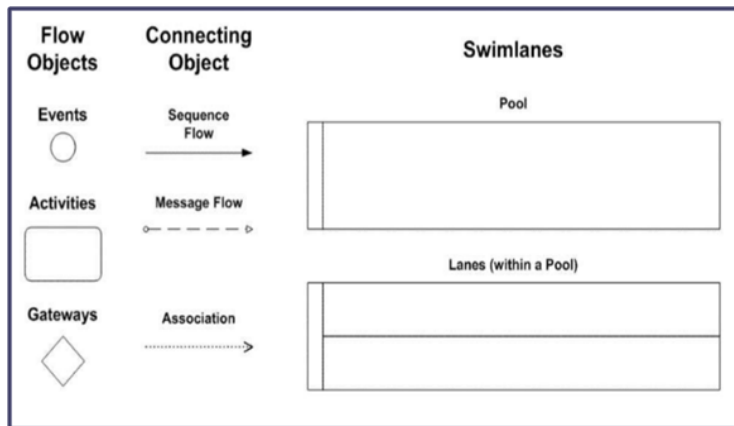 Flow
Objects
Connecting
Object
Swimlanes
Events
Sequence
Flow
Pool
Activities
Message Flow
Lanes (within a Pool)
Gateways
Association